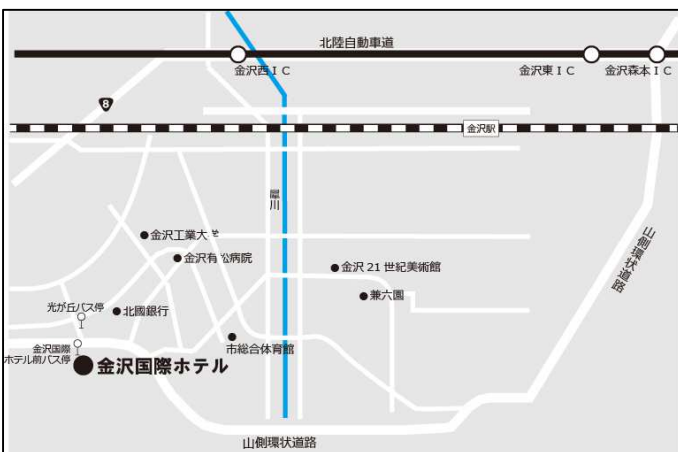 北陸自動車道
金沢西ＩＣ
金沢東ＩＣ
金沢森本ＩＣ
8
金沢駅
犀川
金沢工業大学
金沢有松病院
金沢21世紀美術館
山側環状道路
兼六園
光が丘バス停
北國銀行
市総合体育館
金沢国際
ホテル前バス停
金沢国際ホテル
山側環状道路